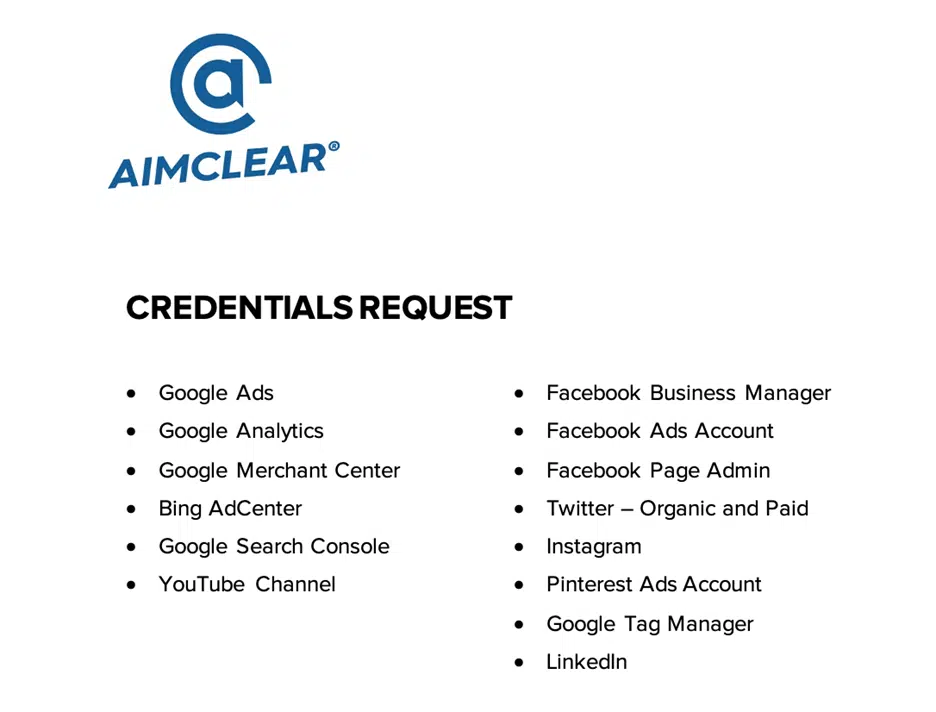 a
AIMCLEAR®
CREDENTIALS REQUEST
• Google Ads
• Google Analytics
• Google Merchant Center
• Bing AdCenter
• Google Search Console
• YouTube Channel
• Facebook Business Manager
• Facebook Ads Account
• Facebook Page Admin
• Twitter – Organic and Paid
• Instagram
• Pinterest Ads Account
• Google Tag Manager
• LinkedIn